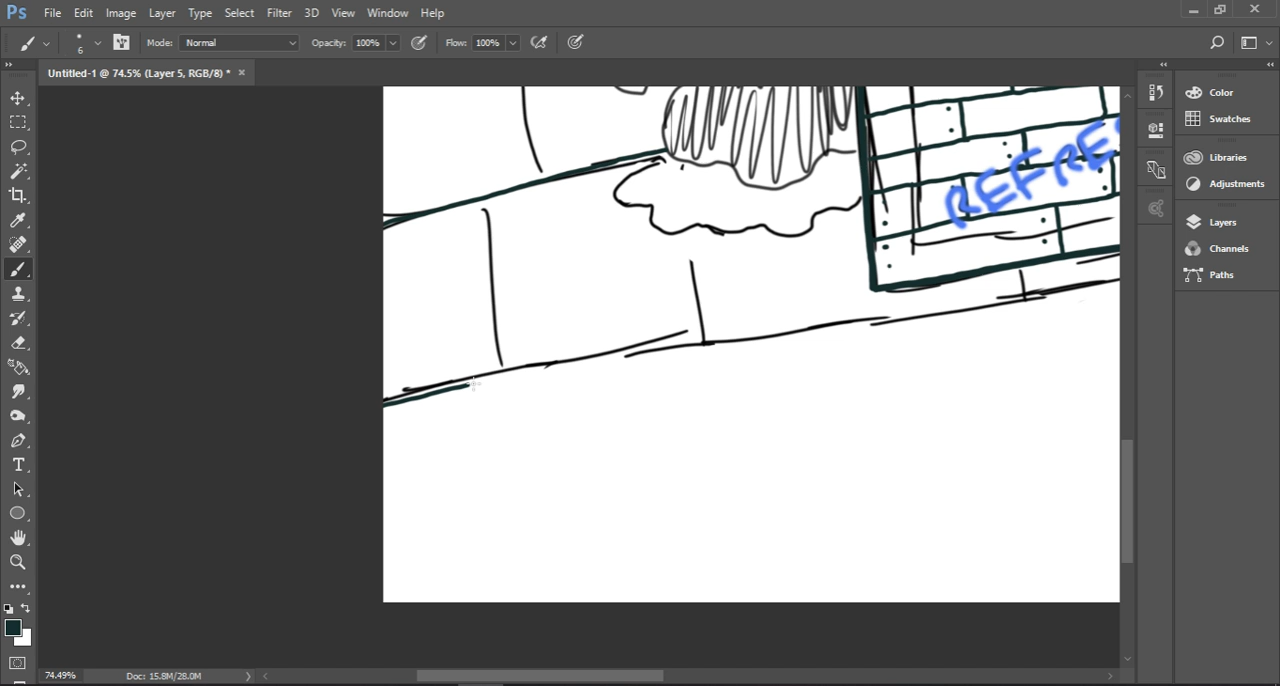 Ps File Edit Image Layer Type Select Filter 3D View Window Help
6 Mode: Normal Opacity: 100% Flow: 100%
Untitled-1 @ 74.5% (Layer 5, RGB/8) * ×
Color
Swatches
Libraries
Adjustments
Layers
Channels
Paths
REFRE
74.49% Doc: 15.8M/28.0M